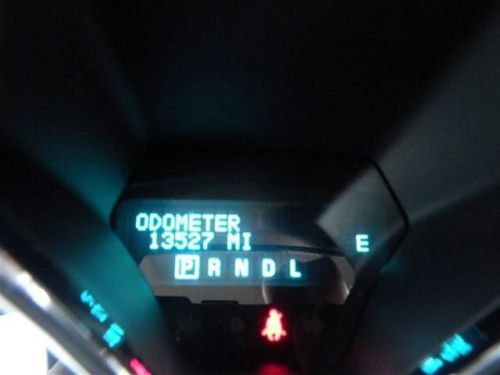 ODOMETER
13527 MI
E
P R N D L